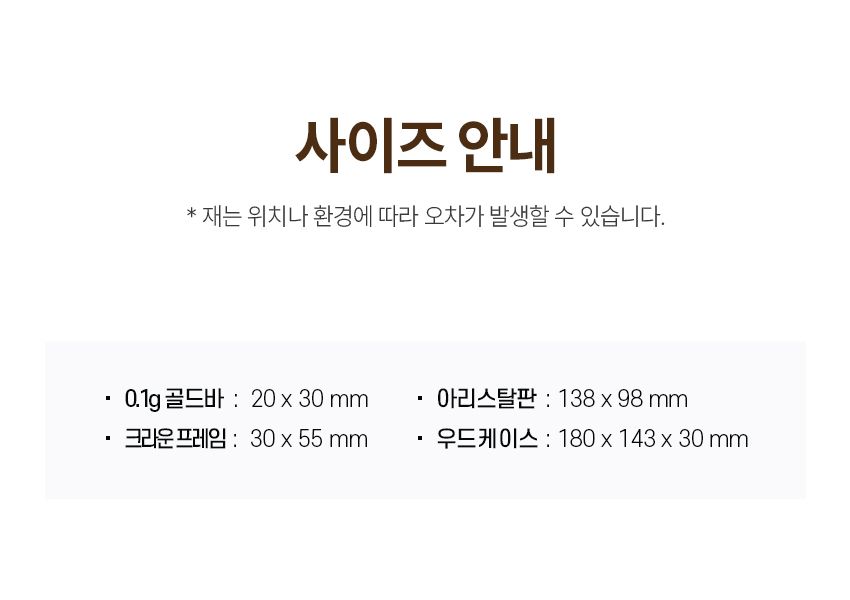 사이즈 안내
* 재는 위치나 환경에 따라 오차가 발생할 수 있습니다.
· 0.1g 골드바 : 20 x 30 mm
· 아리스탈판 : 138 x 98 mm
· 크라운 프레임 : 30 x 55 mm
· 우드케이스 : 180 x 143 x 30 mm